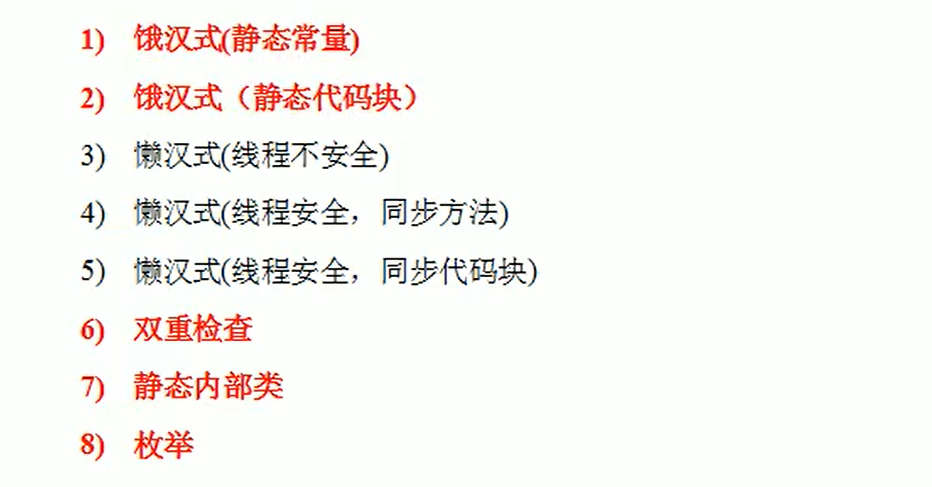 1) 饿汉式(静态常量)
2) 饿汉式（静态代码块）
3) 懒汉式(线程不安全)
4) 懒汉式(线程安全，同步方法)
5) 懒汉式(线程安全，同步代码块)
6) 双重检查
7) 静态内部类
8) 枚举